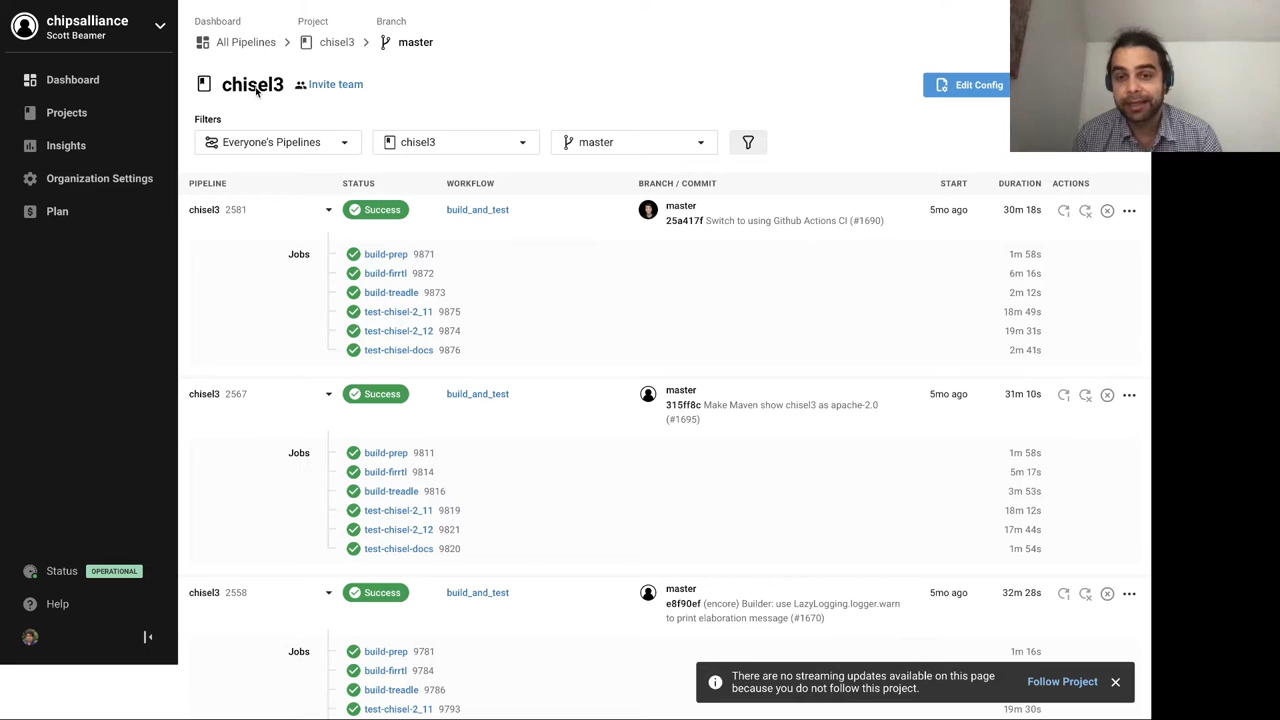 chipsalliance
Scott Beamer
Dashboard
Projects
Insights
Organization Settings
Plan
Status OPERATIONAL
Help
Dashboard Project Branch
All Pipelines chisel3 master
chisel3 Invite team
Edit Config
Filters
Everyone's Pipelines chisel3 master
PIPELINE STATUS WORKFLOW BRANCH / COMMIT START DURATION ACTIONS
chisel3 2581 Success build_and_test master 5mo ago 30m 18s
25a417f Switch to using Github Actions CI (#1690)
Jobs build-prep 9871 1m 58s
build-firrtl 9872 6m 16s
build-treadle 9873 2m 12s
test-chisel-2_11 9875 18m 49s
test-chisel-2_12 9874 19m 31s
test-chisel-docs 9876 2m 41s
chisel3 2567 Success build_and_test master 5mo ago 31m 10s
315ff8c Make Maven show chisel3 as apache-2.0
(#1695)
Jobs build-prep 9811 1m 58s
build-firrtl 9814 5m 17s
build-treadle 9816 3m 53s
test-chisel-2_11 9819 18m 12s
test-chisel-2_12 9821 17m 44s
test-chisel-docs 9820 1m 54s
chisel3 2558 Success build_and_test master 5mo ago 32m 28s
e8f90ef (encore) Builder: use LazyLogging.logger.warn
to print elaboration message (#1670)
Jobs build-prep 9781 1m 16s
build-firrtl 9784
build-treadle 9786
test-chisel-2_11 9793 19m 30s
There are no streaming updates available on this page
because you do not follow this project.
Follow Project